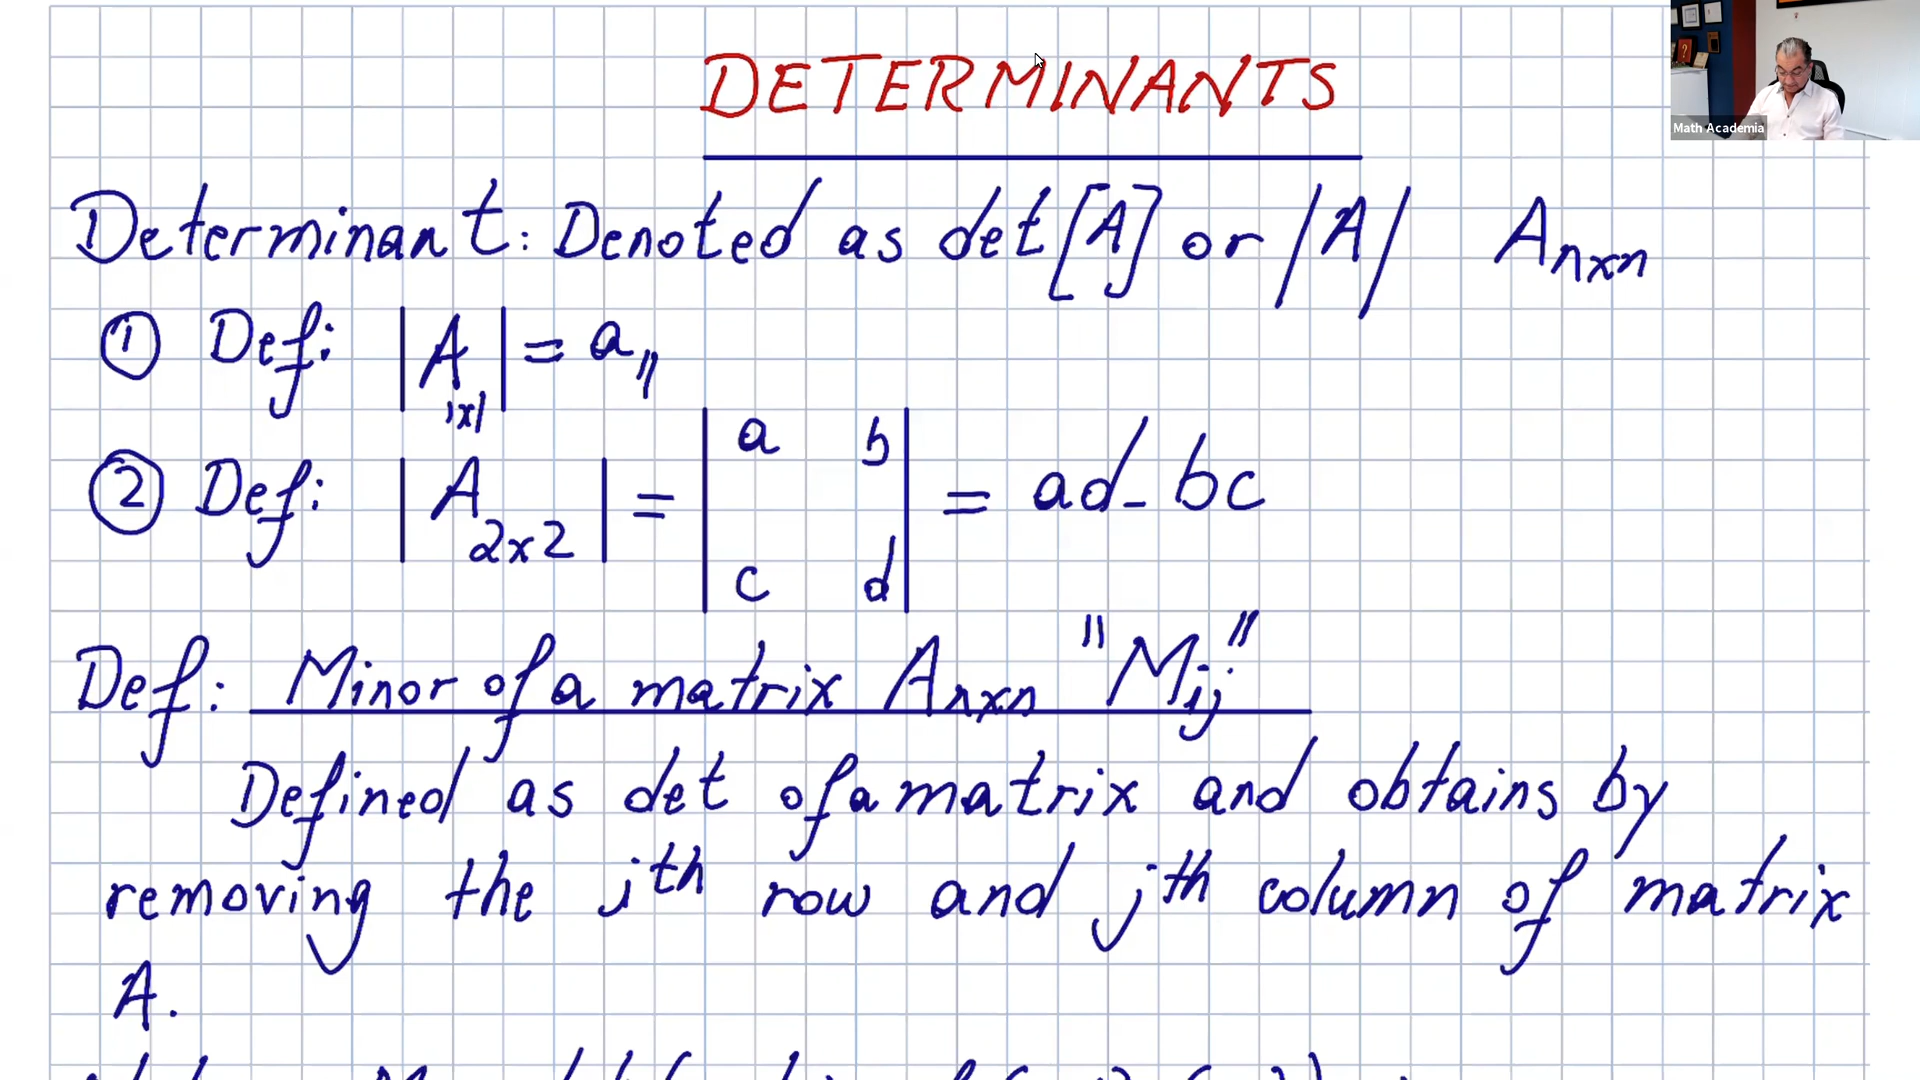 DETERMINANTS
Math Academia
Determinant: Denoted as det[A] or |A| Anxn
① Def: |A1x1| = a11
② Def: |A2x2| = | a b
c d | = ad - bc
Def: Minor of a matrix Anxn "Mij"
Defined as det of a matrix and obtains by
removing the ith row and jth column of matrix
A.